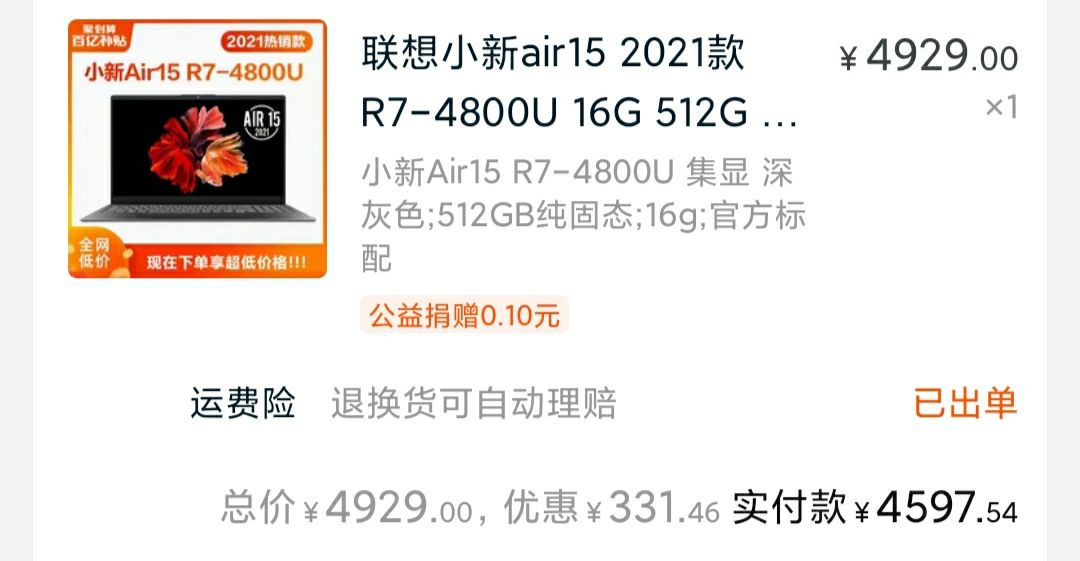 聚划算
百亿补贴
2021热销款
小新Air15 R7-4800U
AIR 15
2021
全网
低价
现在下单享超低价格!!!
联想小新air15 2021款
R7-4800U 16G 512G ...
¥4929.00
×1
小新Air15 R7-4800U 集显 深
灰色;512GB纯固态;16g;官方标
配
公益捐赠0.10元
运费险 退换货可自动理赔 已出单
总价¥4929.00, 优惠¥331.46 实付款¥4597.54